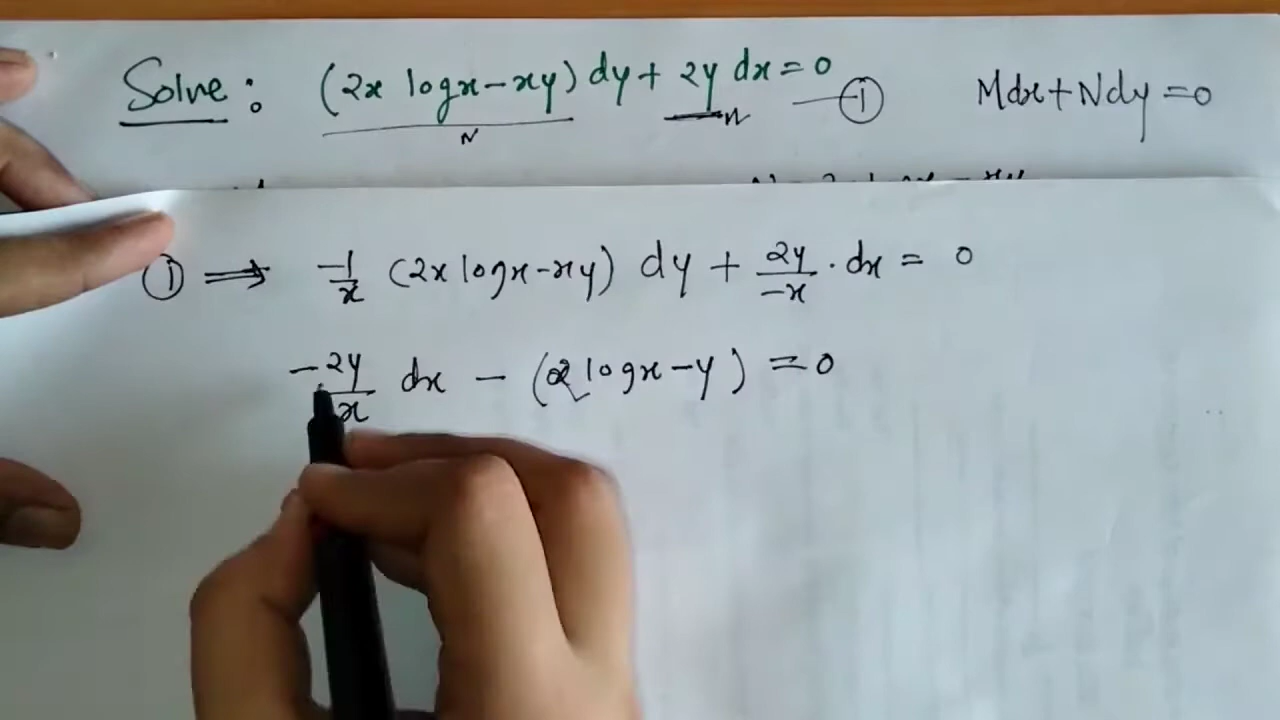 Solve: (2x logx-xy) dy + 2y dx = 0 — ① Mdx+Ndy=0
N M
① ⇒ -1/x (2x logx-xy) dy + 2y/-x · dx = 0
-2y/x dx - (2 logx-y) = 0